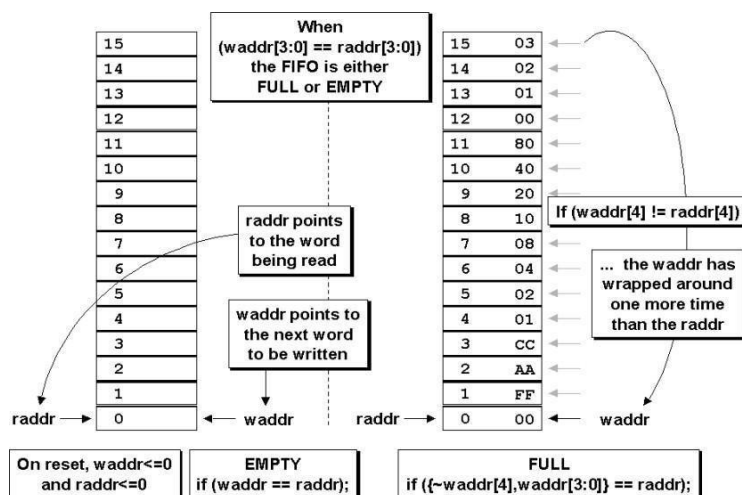 When
(waddr[3:0] == raddr[3:0])
the FIFO is either
FULL or EMPTY
15
14
13
12
11
10
9
8
7
6
5
4
3
2
1
0
raddr
waddr
raddr points
to the word
being read
waddr points to
the next word
to be written
15 03
14 02
13 01
12 00
11 80
10 40
9 20
8 10
7 08
6 04
5 02
4 01
3 CC
2 AA
1 FF
0 00
raddr
waddr
If (waddr[4] != raddr[4])
... the waddr has
wrapped around
one more time
than the raddr
On reset, waddr<=0
and raddr<=0
EMPTY
if (waddr == raddr);
FULL
if ({~waddr[4],waddr[3:0]} == raddr);